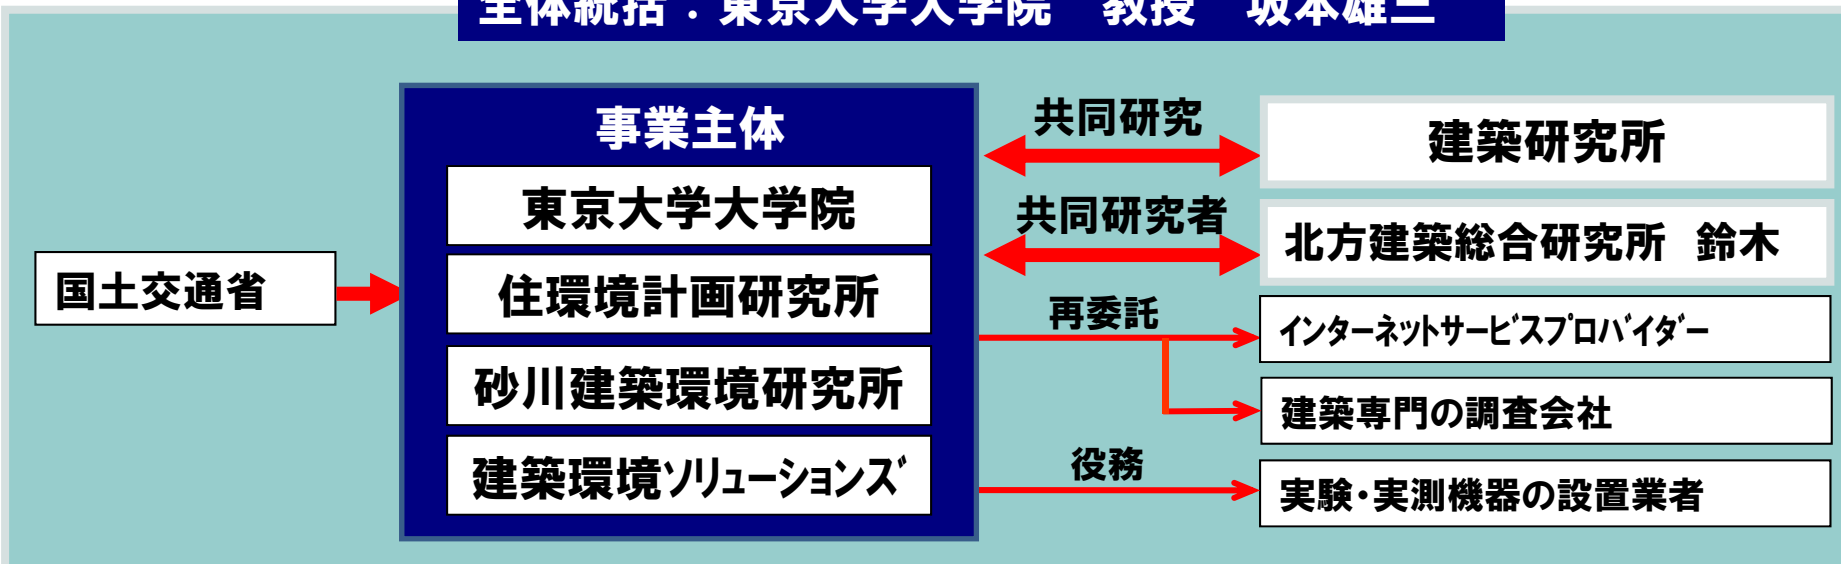 全体統括：東京大学大学院　教授　坂本雄三
事業主体
東京大学大学院
住環境計画研究所
砂川建築環境研究所
建築環境ｿﾘｭｰｼｮﾝｽﾞ
国土交通省
共同研究
建築研究所
共同研究者
北方建築総合研究所　鈴木
再委託
ｲﾝﾀｰﾈｯﾄｻｰﾋﾞｽﾌﾟﾛﾊﾞｲﾀﾞｰ
建築専門の調査会社
役務
実験･実測機器の設置業者